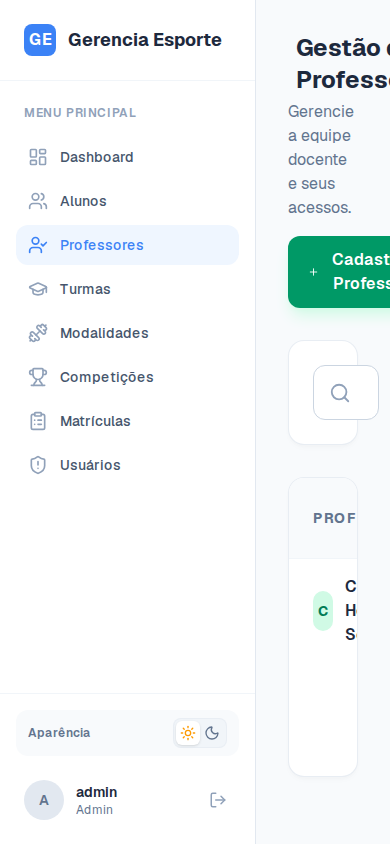 GE Gerencia Esporte
MENU PRINCIPAL
Dashboard
Alunos
Professores
Turmas
Modalidades
Competições
Matrículas
Usuários
Aparência
A
admin
Admin
Gestão
Profess
Gerencie
a equipe
docente
e seus
acessos.
Cadast
Profes
PROF
C
C